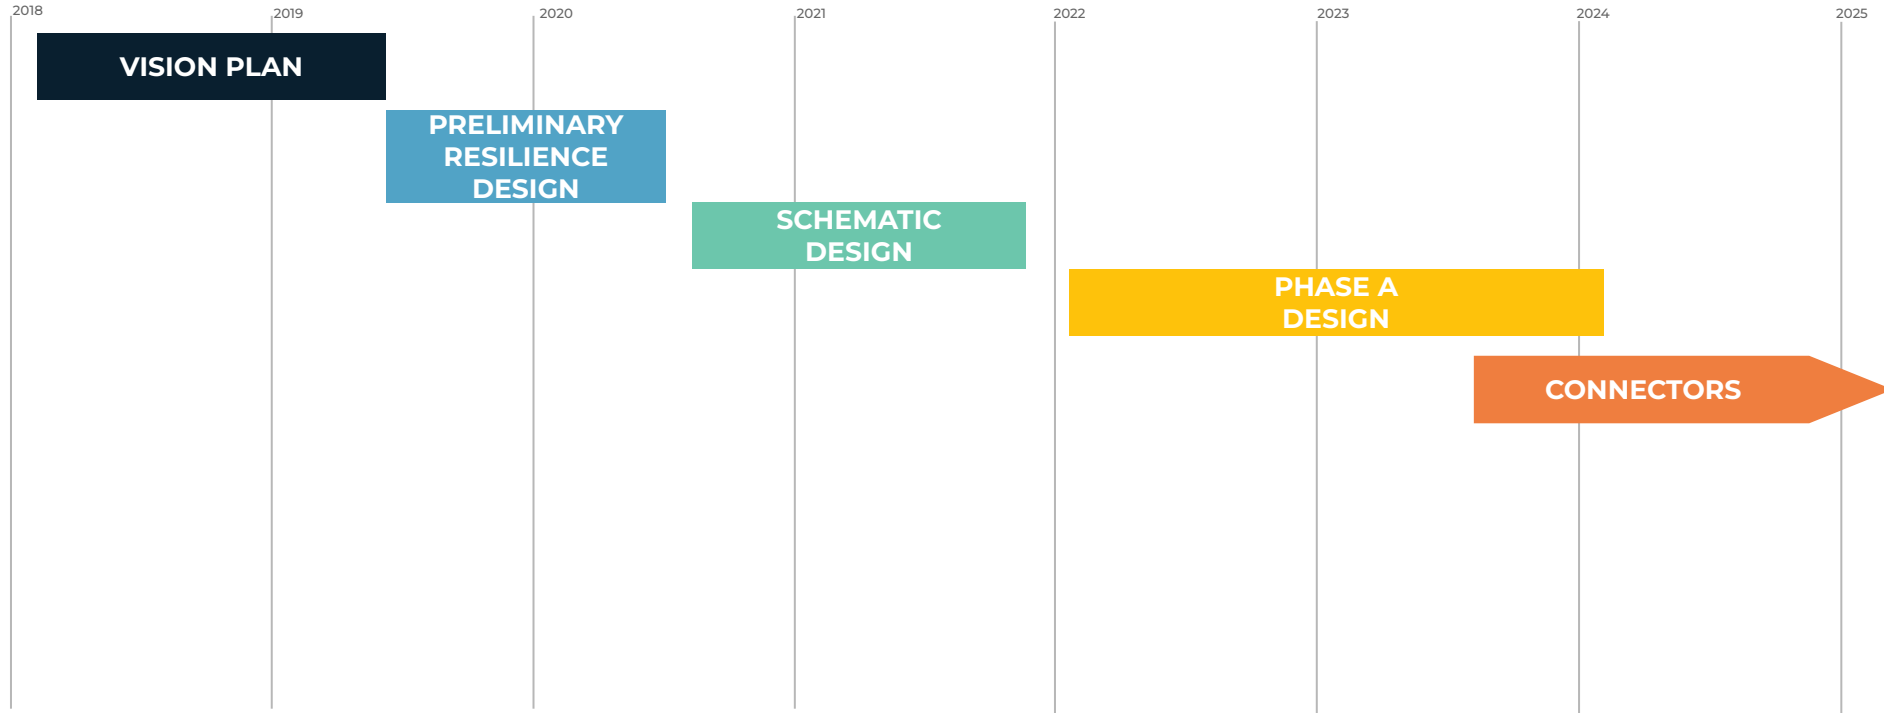 2018
2019
2020
2021
2022
2023
2024
2025
VISION PLAN
PRELIMINARY
RESILIENCE
DESIGN
SCHEMATIC
DESIGN
PHASE A
DESIGN
CONNECTORS